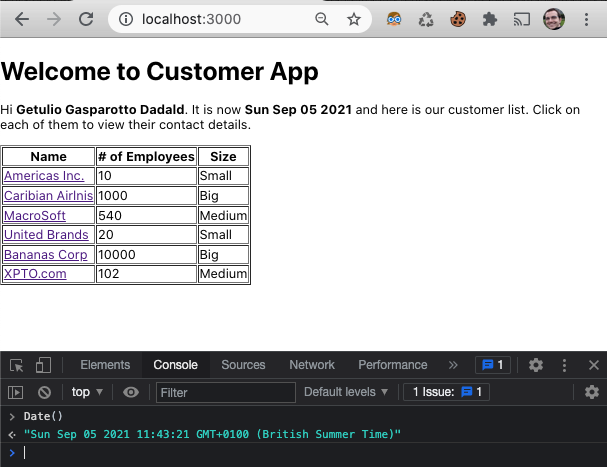 localhost:3000
Welcome to Customer App
Hi Getulio Gasparotto Dadald. It is now Sun Sep 05 2021 and here is our customer list. Click on
each of them to view their contact details.
Name # of Employees Size
Americas Inc. 10 Small
Caribian Airlnis 1000 Big
MacroSoft 540 Medium
United Brands 20 Small
Bananas Corp 10000 Big
XPTO.com 102 Medium
Elements Console Sources Network Performance » 1
top ▾ Filter Default levels ▾ 1 Issue: 1
> Date()
"Sun Sep 05 2021 11:43:21 GMT+0100 (British Summer Time)"
>